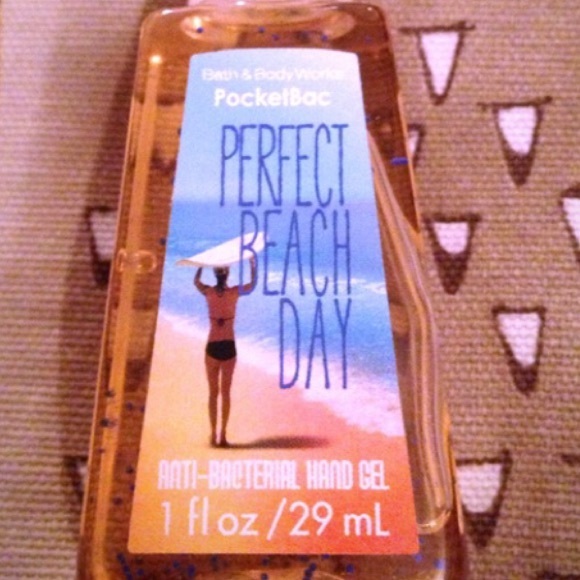 Bath & Body Works
PocketBac
PERFECT
BEACH
DAY
ANTI-BACTERIAL HAND GEL
1 fl oz / 29 mL